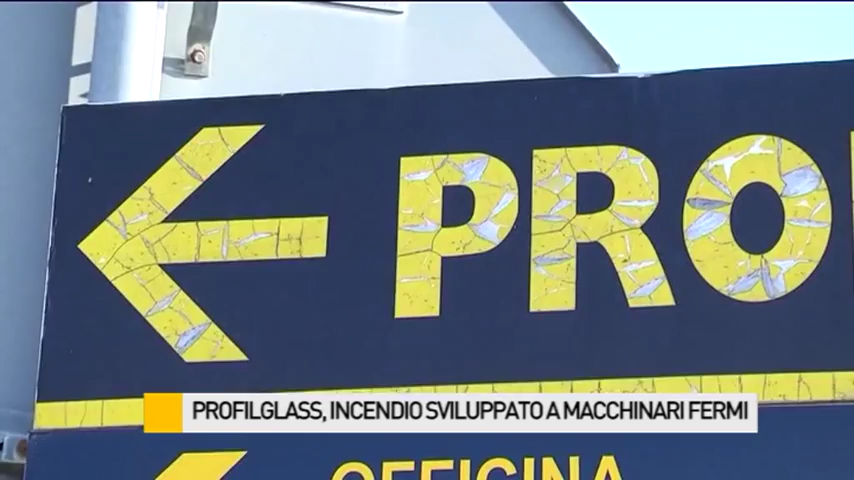 PRO
PROFILGLASS, INCENDIO SVILUPPATO A MACCHINARI FERMI
OFFICINA